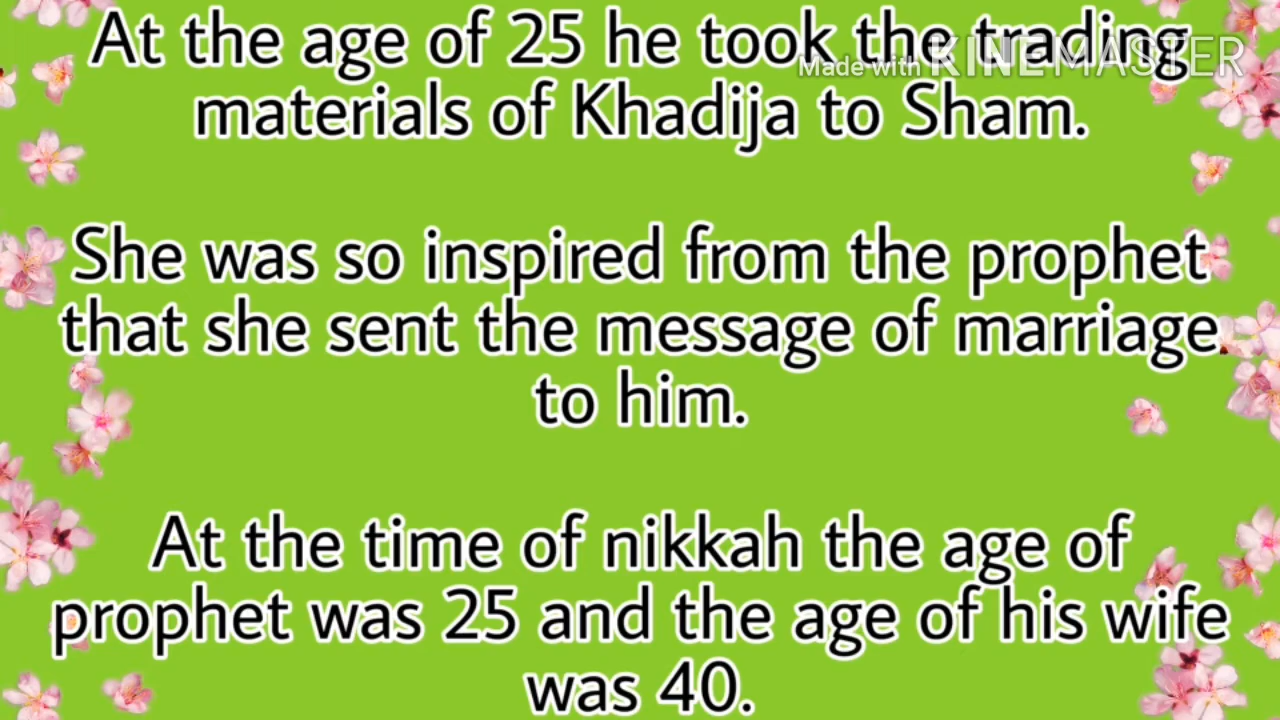 At the age of 25 he took the trading
Made with KINEMASTER
materials of Khadija to Sham.
She was so inspired from the prophet
that she sent the message of marriage
to him.
At the time of nikkah the age of
prophet was 25 and the age of his wife
was 40.